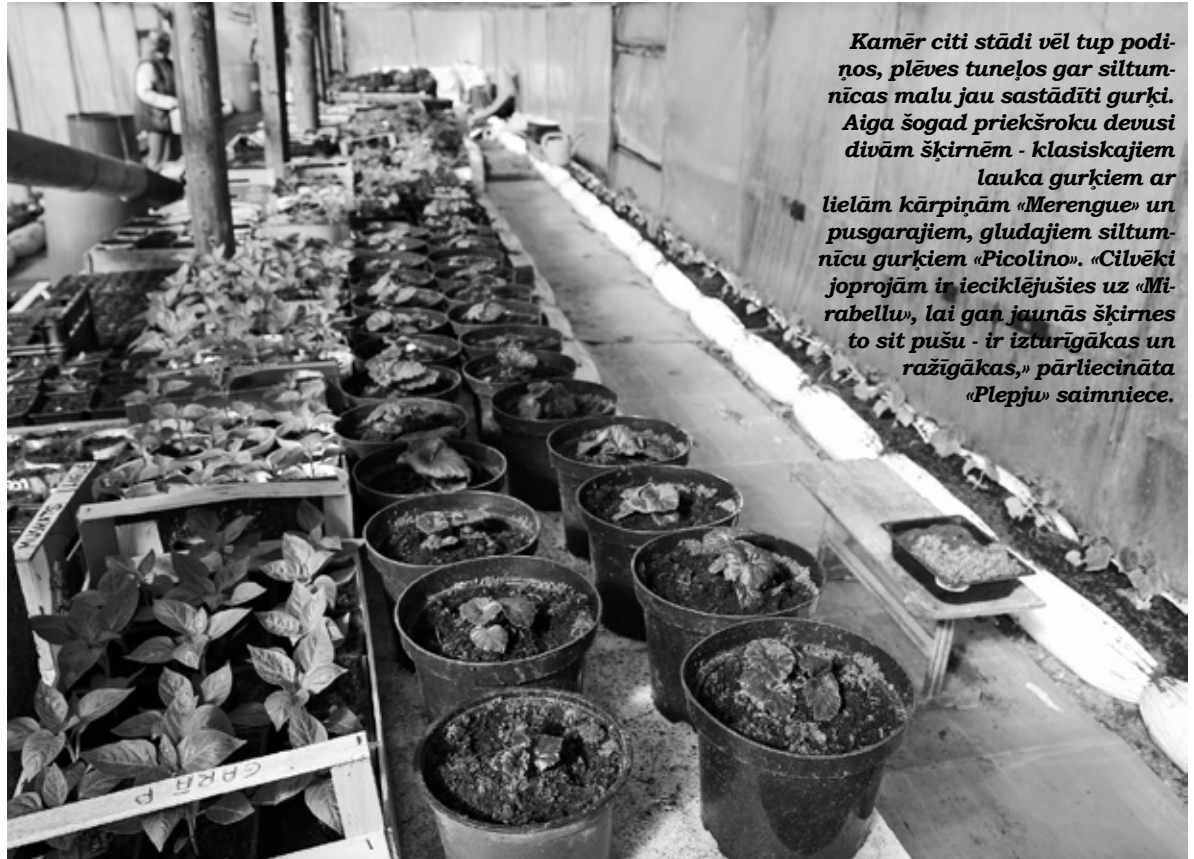 Kamēr citi stādi vēl tup podi-
ņos, plēves tuneļos gar siltum-
nīcas malu jau sastādīti gurķi.
Aiga šogad priekšroku devusi
divām šķirnēm - klasiskajiem
lauka gurķiem ar
lielām kārpiņām «Merengue» un
pusgarajiem, gludajiem siltum-
nīcu gurķiem «Picolino». «Cilvēki
joprojām ir ieciklējušies uz «Mi-
rabellu», lai gan jaunās šķirnes
to sit pušu - ir izturīgākas un
ražīgākas,» pārliecināta
«Plepju» saimniece.
GARĀ P